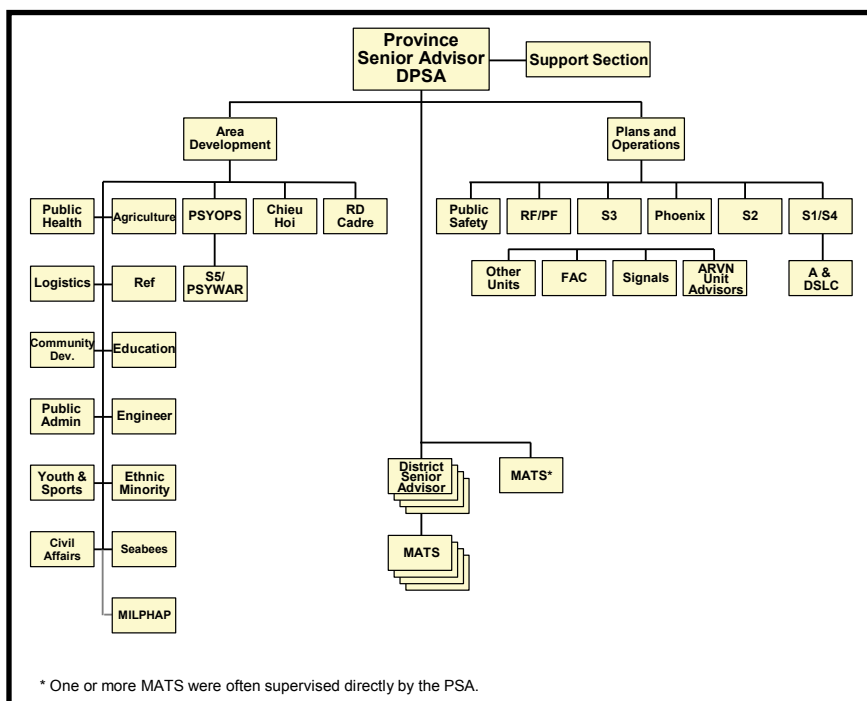 Province
Senior Advisor
DPSA
Support Section
Area
Development
Plans and
Operations
Public
Health
Agriculture
PSYOPS
Chieu
Hoi
RD
Cadre
Public
Safety
RF/PF
S3
Phoenix
S2
S1/S4
Logistics
Ref
S5/
PSYWAR
Other
Units
FAC
Signals
ARVN
Unit
Advisors
A &
DSLC
Community
Dev.
Education
Public
Admin
Engineer
Youth &
Sports
Ethnic
Minority
District
Senior
Advisor
MATS*
Civil
Affairs
Seabees
MATS
MILPHAP
* One or more MATS were often supervised directly by the PSA.